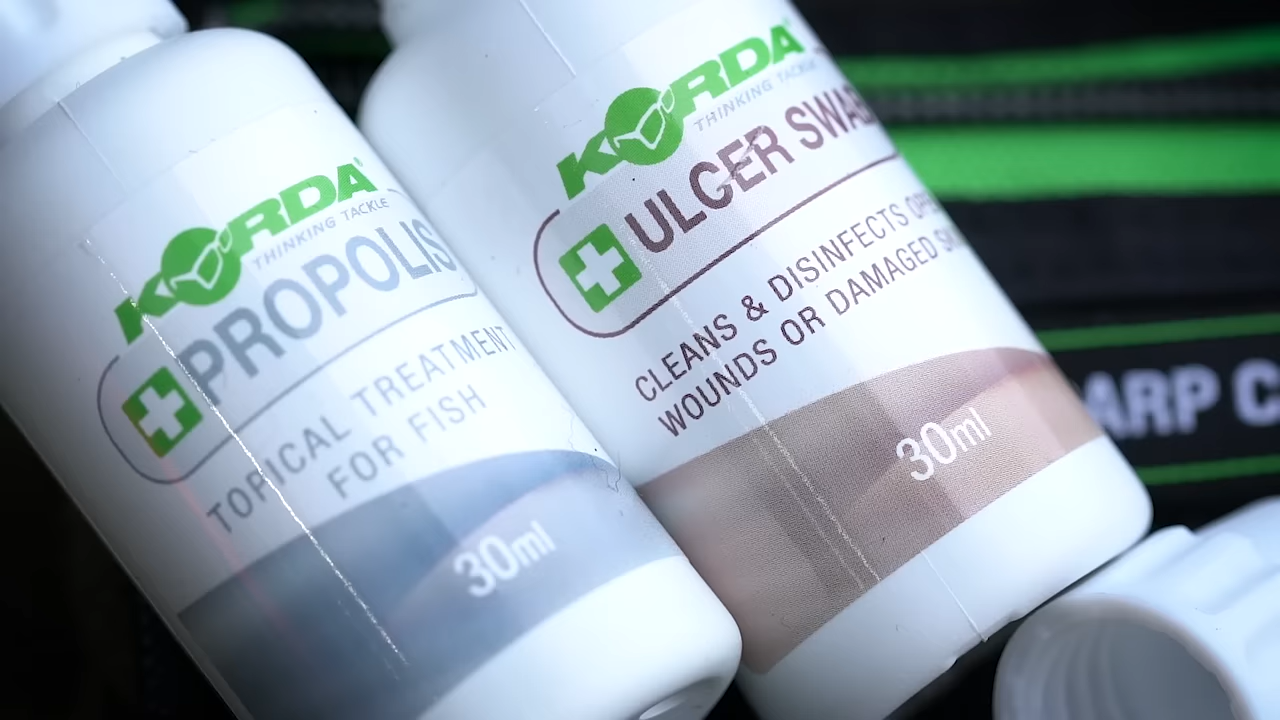 KORDA
THINKING TACKLE
PROPOLIS
TOPICAL TREATMENT
FOR FISH
30ml
KORDA
THINKING TACKLE
ULCER SWAB
CLEANS & DISINFECTS
WOUNDS OR DAMAGED
30ml